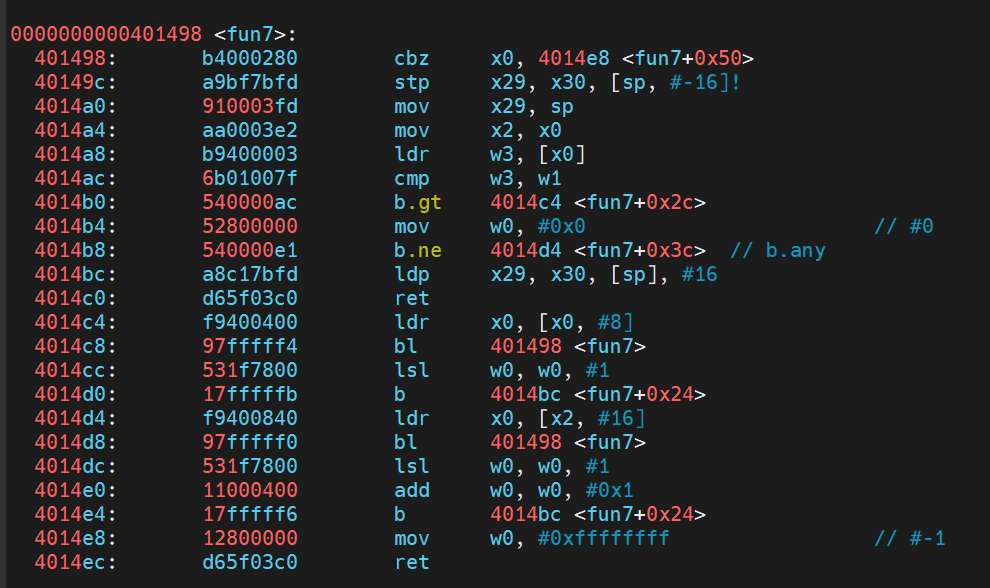 0000000000401498 <fun7>:
401498: b4000280 cbz x0, 4014e8 <fun7+0x50>
40149c: a9bf7bfd stp x29, x30, [sp, #-16]!
4014a0: 910003fd mov x29, sp
4014a4: aa0003e2 mov x2, x0
4014a8: b9400003 ldr w3, [x0]
4014ac: 6b01007f cmp w3, w1
4014b0: 540000ac b.gt 4014c4 <fun7+0x2c>
4014b4: 52800000 mov w0, #0x0 // #0
4014b8: 540000e1 b.ne 4014d4 <fun7+0x3c> // b.any
4014bc: a8c17bfd ldp x29, x30, [sp], #16
4014c0: d65f03c0 ret
4014c4: f9400400 ldr x0, [x0, #8]
4014c8: 97fffff4 bl 401498 <fun7>
4014cc: 531f7800 lsl w0, w0, #1
4014d0: 17fffffb b 4014bc <fun7+0x24>
4014d4: f9400840 ldr x0, [x2, #16]
4014d8: 97fffff0 bl 401498 <fun7>
4014dc: 531f7800 lsl w0, w0, #1
4014e0: 11000400 add w0, w0, #0x1
4014e4: 17fffff6 b 4014bc <fun7+0x24>
4014e8: 12800000 mov w0, #0xffffffff // #-1
4014ec: d65f03c0 ret